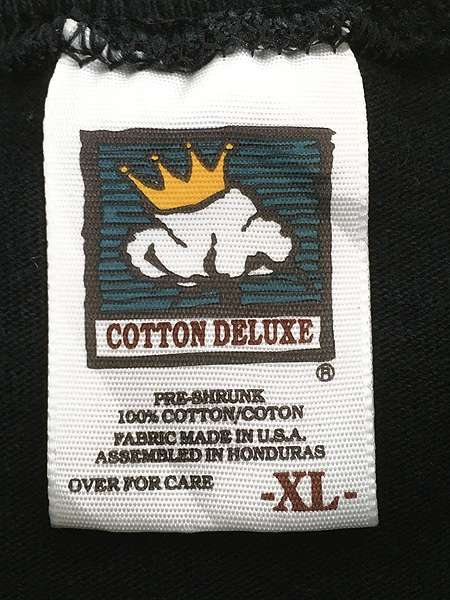 COTTON DELUXE
®
PRE-SHRUNK
100% COTTON/COTON
FABRIC MADE IN U.S.A.
ASSEMBLED IN HONDURAS
OVER FOR CARE -XL-